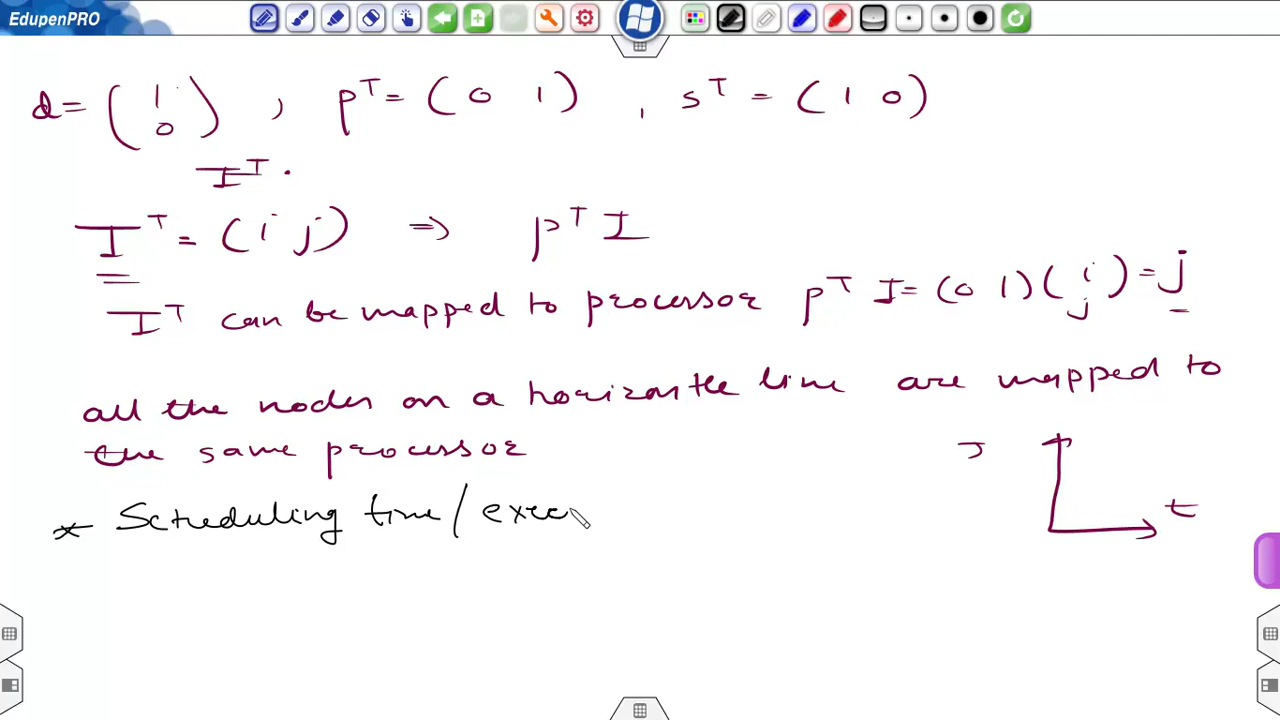 EdupenPRO
d = (1 0) , p^T = (0 1) , s^T = (1 0)
I^T .
I^T = (i j) ⇒ p^T I
I^T can be mapped to processor p^T I = (0 1)(i j) = j
all the nodes on a horizontle line are mapped to
the same processor
J
t
* Scheduling time/exec